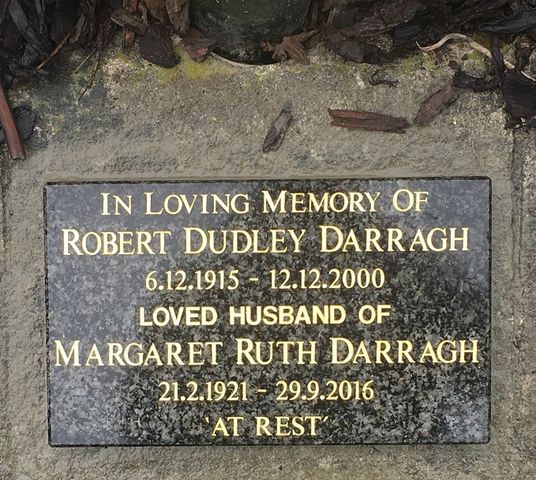 IN LOVING MEMORY OF
ROBERT DUDLEY DARRAGH
6.12.1915 - 12.12.2000
LOVED HUSBAND OF
MARGARET RUTH DARRAGH
21.2.1921 - 29.9.2016
'AT REST'